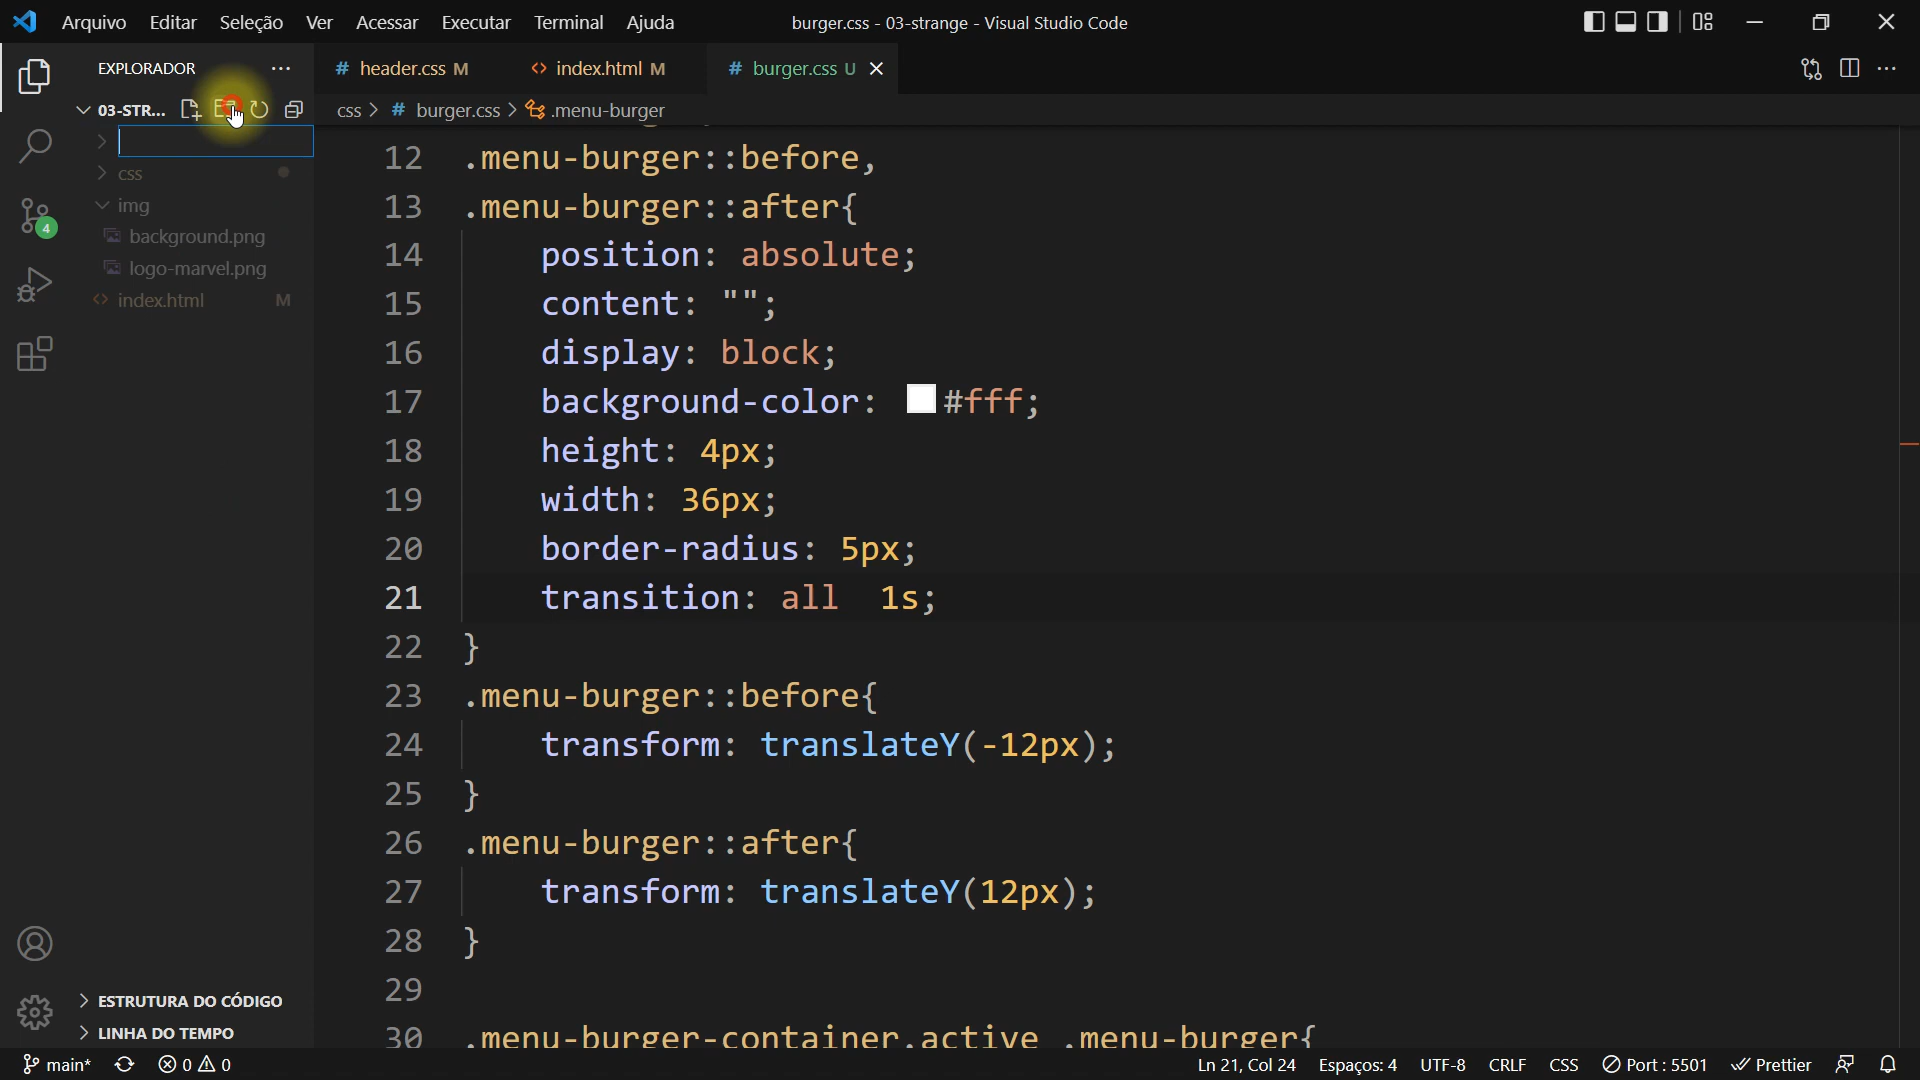 Arquivo Editar Seleção Ver Acessar Executar Terminal Ajuda
burger.css - 03-strange - Visual Studio Code
EXPLORADOR
header.css M
index.html M
burger.css U
03-STR...
css > # burger.css > .menu-burger
css
img
background.png
logo-marvel.png
index.html M
4
12 .menu-burger::before,
13 .menu-burger::after{
14 position: absolute;
15 content: "";
16 display: block;
17 background-color: #fff;
18 height: 4px;
19 width: 36px;
20 border-radius: 5px;
21 transition: all  1s;
22 }
23 .menu-burger::before{
24 transform: translateY(-12px);
25 }
26 .menu-burger::after{
27 transform: translateY(12px);
28 }
29
30 .menu-burger-container.active .menu-burger{
ESTRUTURA DO CÓDIGO
LINHA DO TEMPO
main* 0 0 Ln 21, Col 24 Espaços: 4 UTF-8 CRLF CSS Port : 5501 Prettier